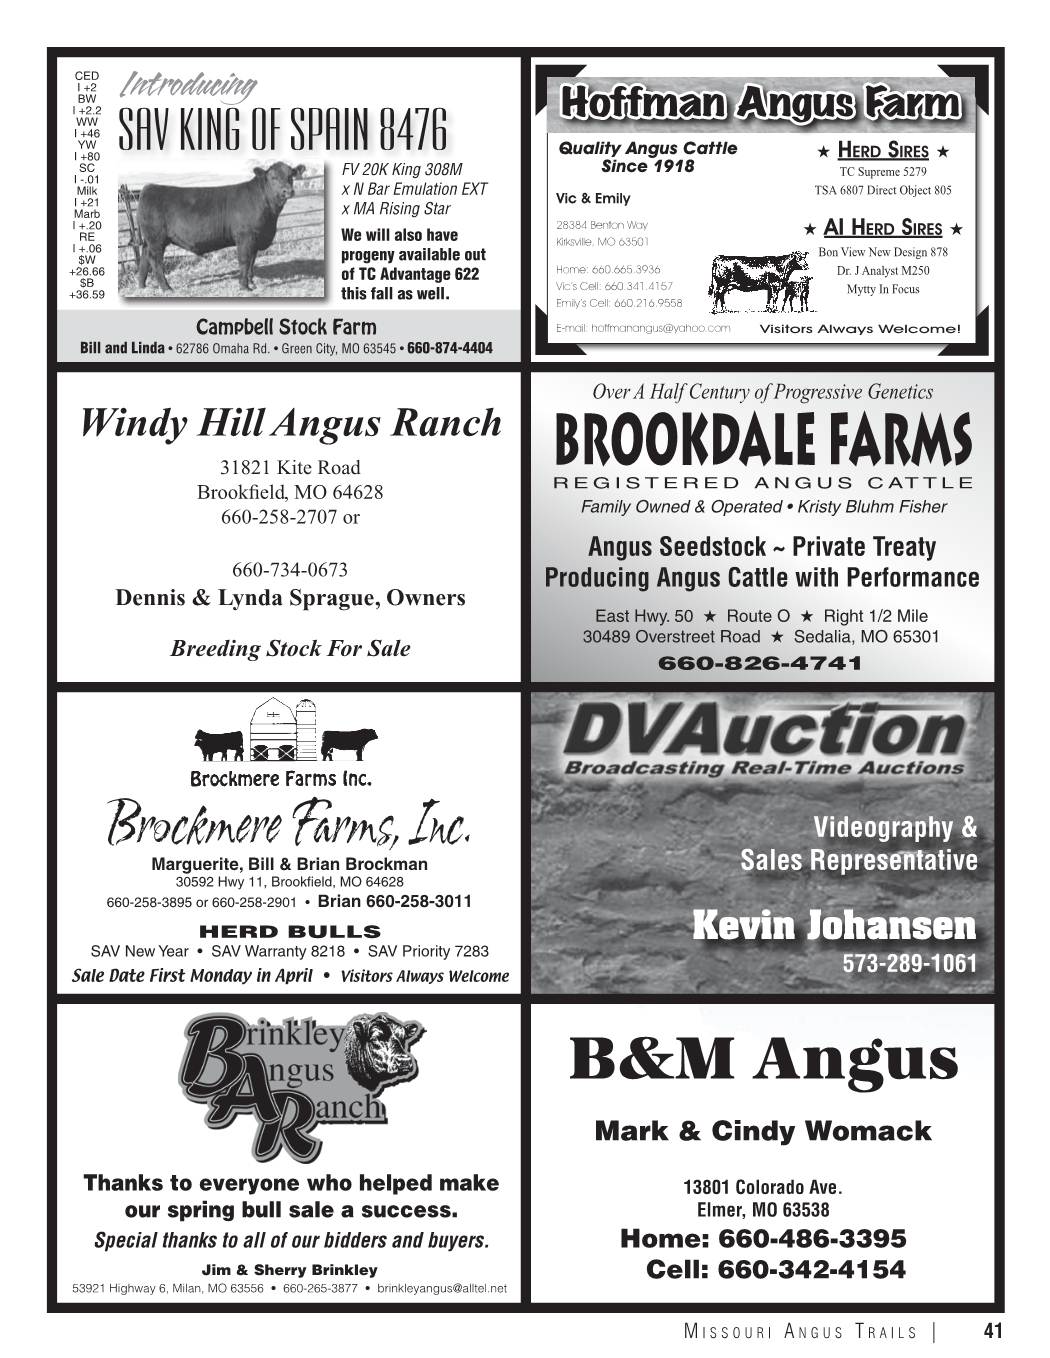 CED
I +2
BW
I +2.2
WW
I +46
YW
I +80
SC
I -.01
Milk
I +21
Marb
I +.20
RE
I +.06
$W
+26.66
$B
+36.59
Introducing
SAV KING OF SPAIN 8476
FV 20K King 308M
x N Bar Emulation EXT
x MA Rising Star
We will also have
progeny available out
of TC Advantage 622
this fall as well.
Campbell Stock Farm
Bill and Linda • 62786 Omaha Rd. • Green City, MO 63545 • 660-874-4404
Hoffman Angus Farm
Quality Angus Cattle
Since 1918
Vic & Emily
28384 Benton Way
Kirksville, MO 63501
Home: 660.665.3936
Vic's Cell: 660.341.4157
Emily's Cell: 660.216.9558
E-mail: hoffmanangus@yahoo.com
★ HERD SIRES ★
TC Supreme 5279
TSA 6807 Direct Object 805
★ AI HERD SIRES ★
Bon View New Design 878
Dr. J Analyst M250
Mytty In Focus
Visitors Always Welcome!
Windy Hill Angus Ranch
31821 Kite Road
Brookfield, MO 64628
660-258-2707 or
660-734-0673
Dennis & Lynda Sprague, Owners
Breeding Stock For Sale
Over A Half Century of Progressive Genetics
BROOKDALE FARMS
REGISTERED ANGUS CATTLE
Family Owned & Operated • Kristy Bluhm Fisher
Angus Seedstock ~ Private Treaty
Producing Angus Cattle with Performance
East Hwy. 50 ★ Route O ★ Right 1/2 Mile
30489 Overstreet Road ★ Sedalia, MO 65301
660-826-4741
Brockmere Farms Inc.
Brockmere Farms, Inc.
Marguerite, Bill & Brian Brockman
30592 Hwy 11, Brookfield, MO 64628
660-258-3895 or 660-258-2901 • Brian 660-258-3011
HERD BULLS
SAV New Year • SAV Warranty 8218 • SAV Priority 7283
Sale Date First Monday in April • Visitors Always Welcome
DVAuction
Broadcasting Real-Time Auctions
Videography &
Sales Representative
Kevin Johansen
573-289-1061
Brinkley
Angus
Ranch
Thanks to everyone who helped make
our spring bull sale a success.
Special thanks to all of our bidders and buyers.
Jim & Sherry Brinkley
53921 Highway 6, Milan, MO 63556 • 660-265-3877 • brinkleyangus@alltel.net
B&M Angus
Mark & Cindy Womack
13801 Colorado Ave.
Elmer, MO 63538
Home: 660-486-3395
Cell: 660-342-4154
MISSOURI ANGUS TRAILS | 41